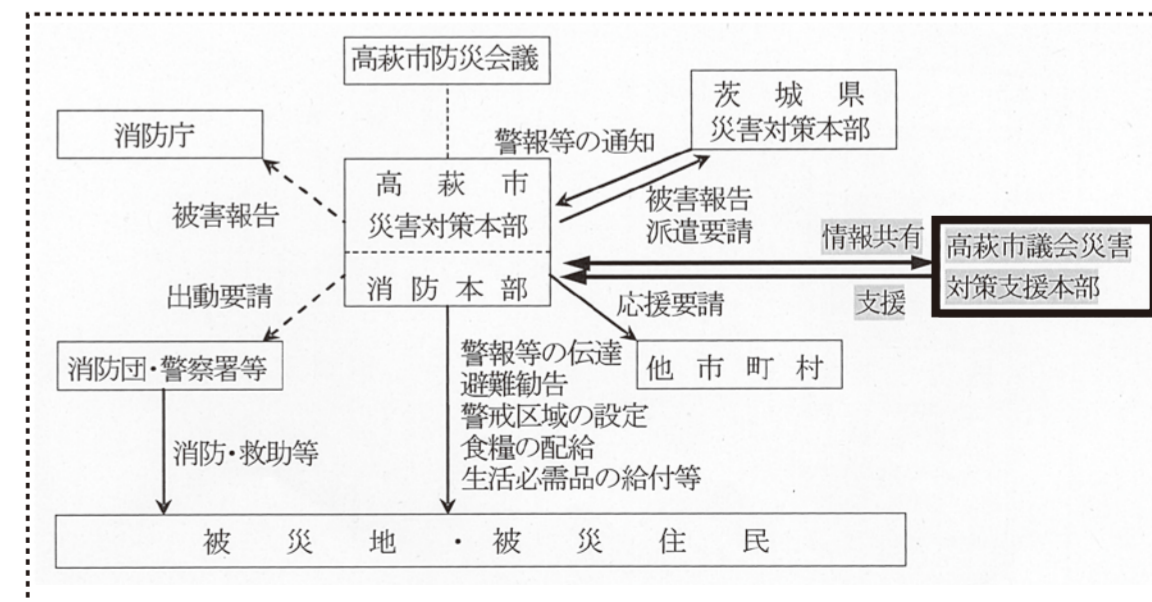 高萩市防災会議
茨城県
災害対策本部
消防庁
警報等の通知
高萩市
災害対策本部
被害報告
被害報告
派遣要請
情報共有
高萩市議会災害
対策支援本部
消防本部
出動要請
応援要請
支援
消防団・警察署等
警報等の伝達
避難勧告
警戒区域の設定
食糧の配給
生活必需品の給付等
他市町村
消防・救助等
被災地・被災住民